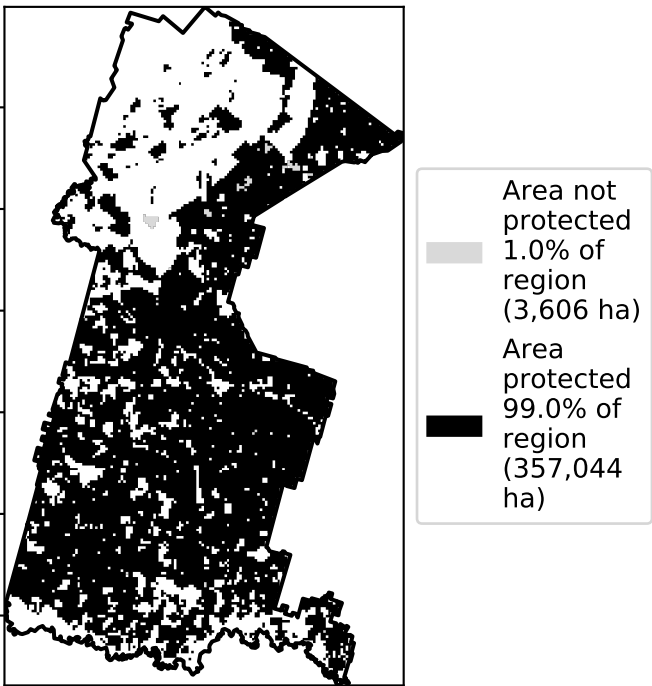 Area not
protected
1.0% of
region
(3,606 ha)
Area
protected
99.0% of
region
(357,044
ha)